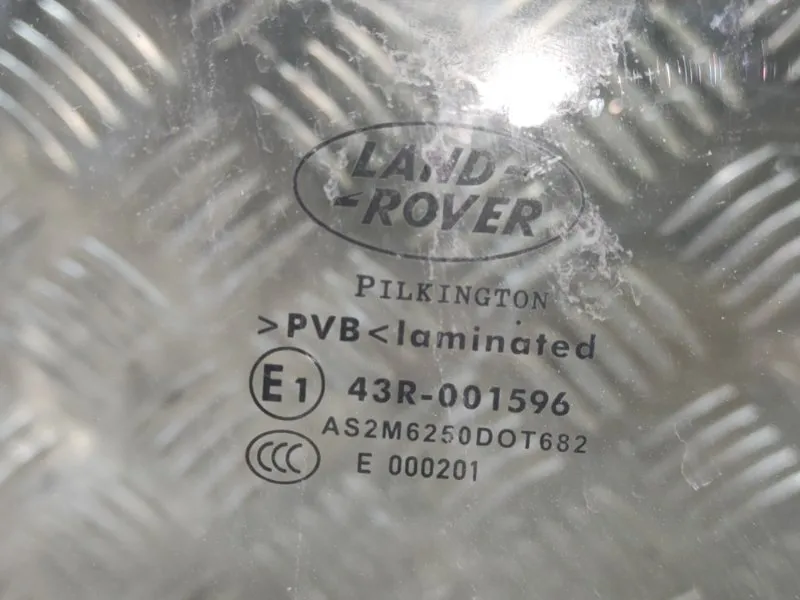 LAND
ROVER
PILKINGTON
>PVB<laminated
E1 43R-001596
AS2M6250DOT682
CCC E 000201